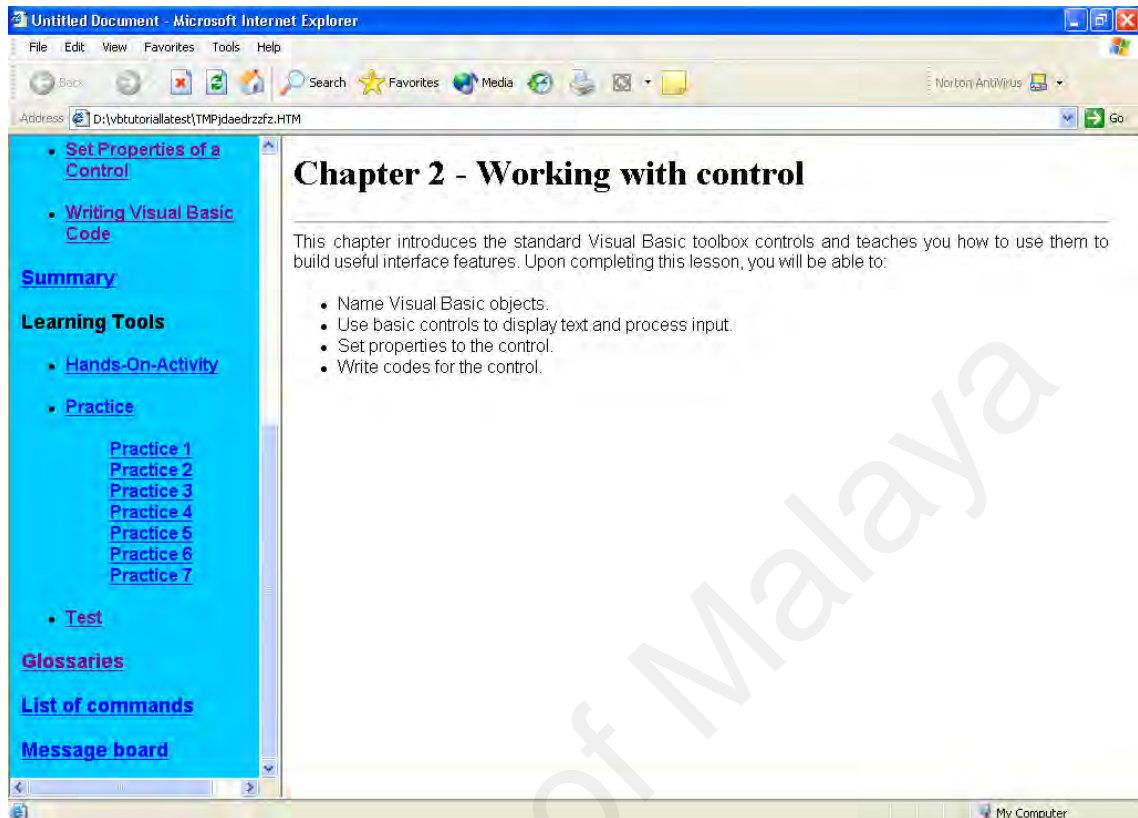 Untitled Document - Microsoft Internet Explorer
File Edit View Favorites Tools Help
Back Search Favorites Media Norton AntiVirus
Address D:\vbtutoriallatest\TMPjdaedrzzfz.HTM Go
• Set Properties of a
Control
• Writing Visual Basic
Code
Summary
Learning Tools
• Hands-On-Activity
• Practice
Practice 1
Practice 2
Practice 3
Practice 4
Practice 5
Practice 6
Practice 7
• Test
Glossaries
List of commands
Message board
Chapter 2 - Working with control
This chapter introduces the standard Visual Basic toolbox controls and teaches you how to use them to
build useful interface features. Upon completing this lesson, you will be able to:
• Name Visual Basic objects.
• Use basic controls to display text and process input.
• Set properties to the control.
• Write codes for the control.
of Malaya
My Computer